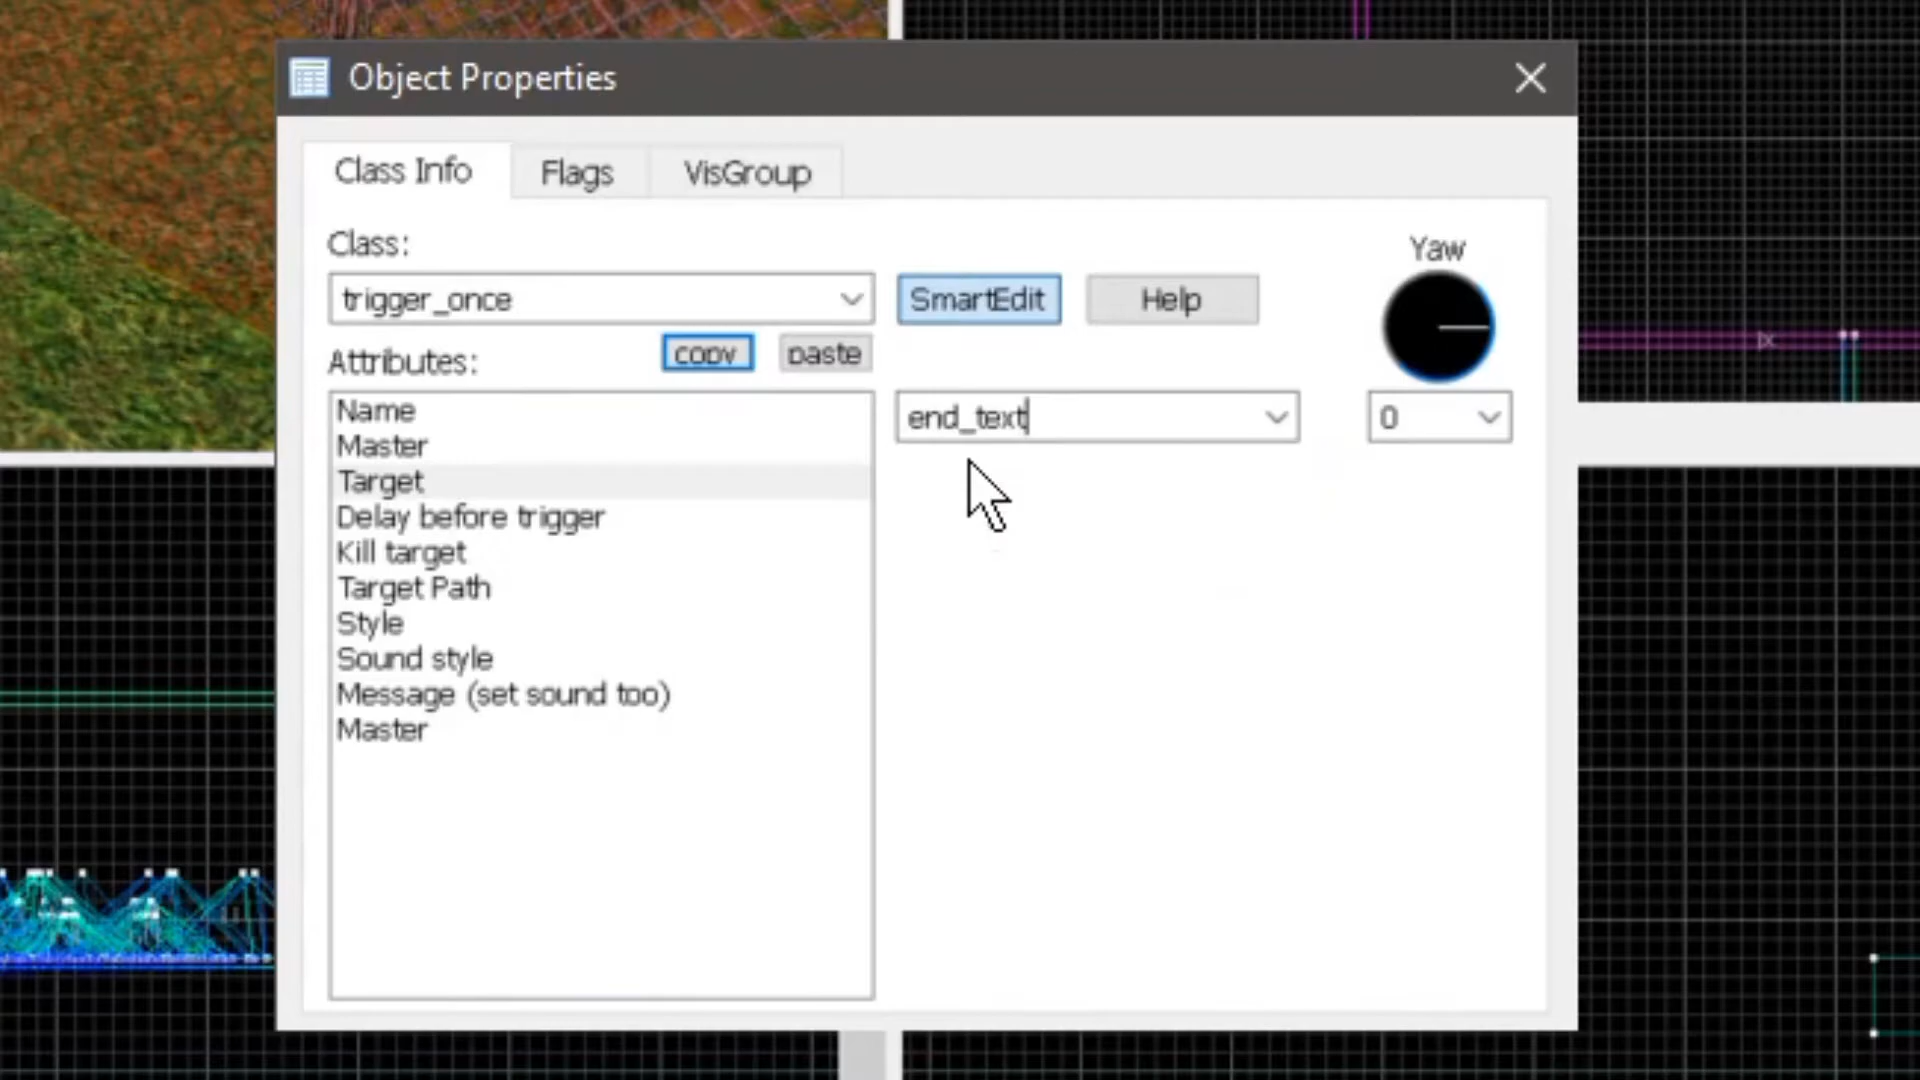 Object Properties
Class Info Flags VisGroup
Class:
Yaw
trigger_once SmartEdit Help
Attributes: copy paste
Name
end_text 0
Master
Target
Delay before trigger
Kill target
Target Path
Style
Sound style
Message (set sound too)
Master